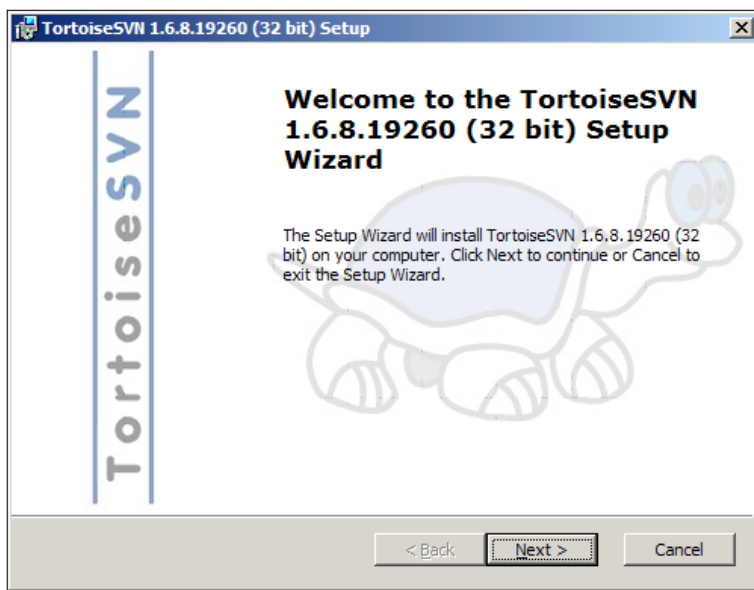 TortoiseSVN 1.6.8.19260 (32 bit) Setup
TortoiseSVN
Welcome to the TortoiseSVN
1.6.8.19260 (32 bit) Setup
Wizard
The Setup Wizard will install TortoiseSVN 1.6.8.19260 (32
bit) on your computer. Click Next to continue or Cancel to
exit the Setup Wizard.
< Back
Next >
Cancel